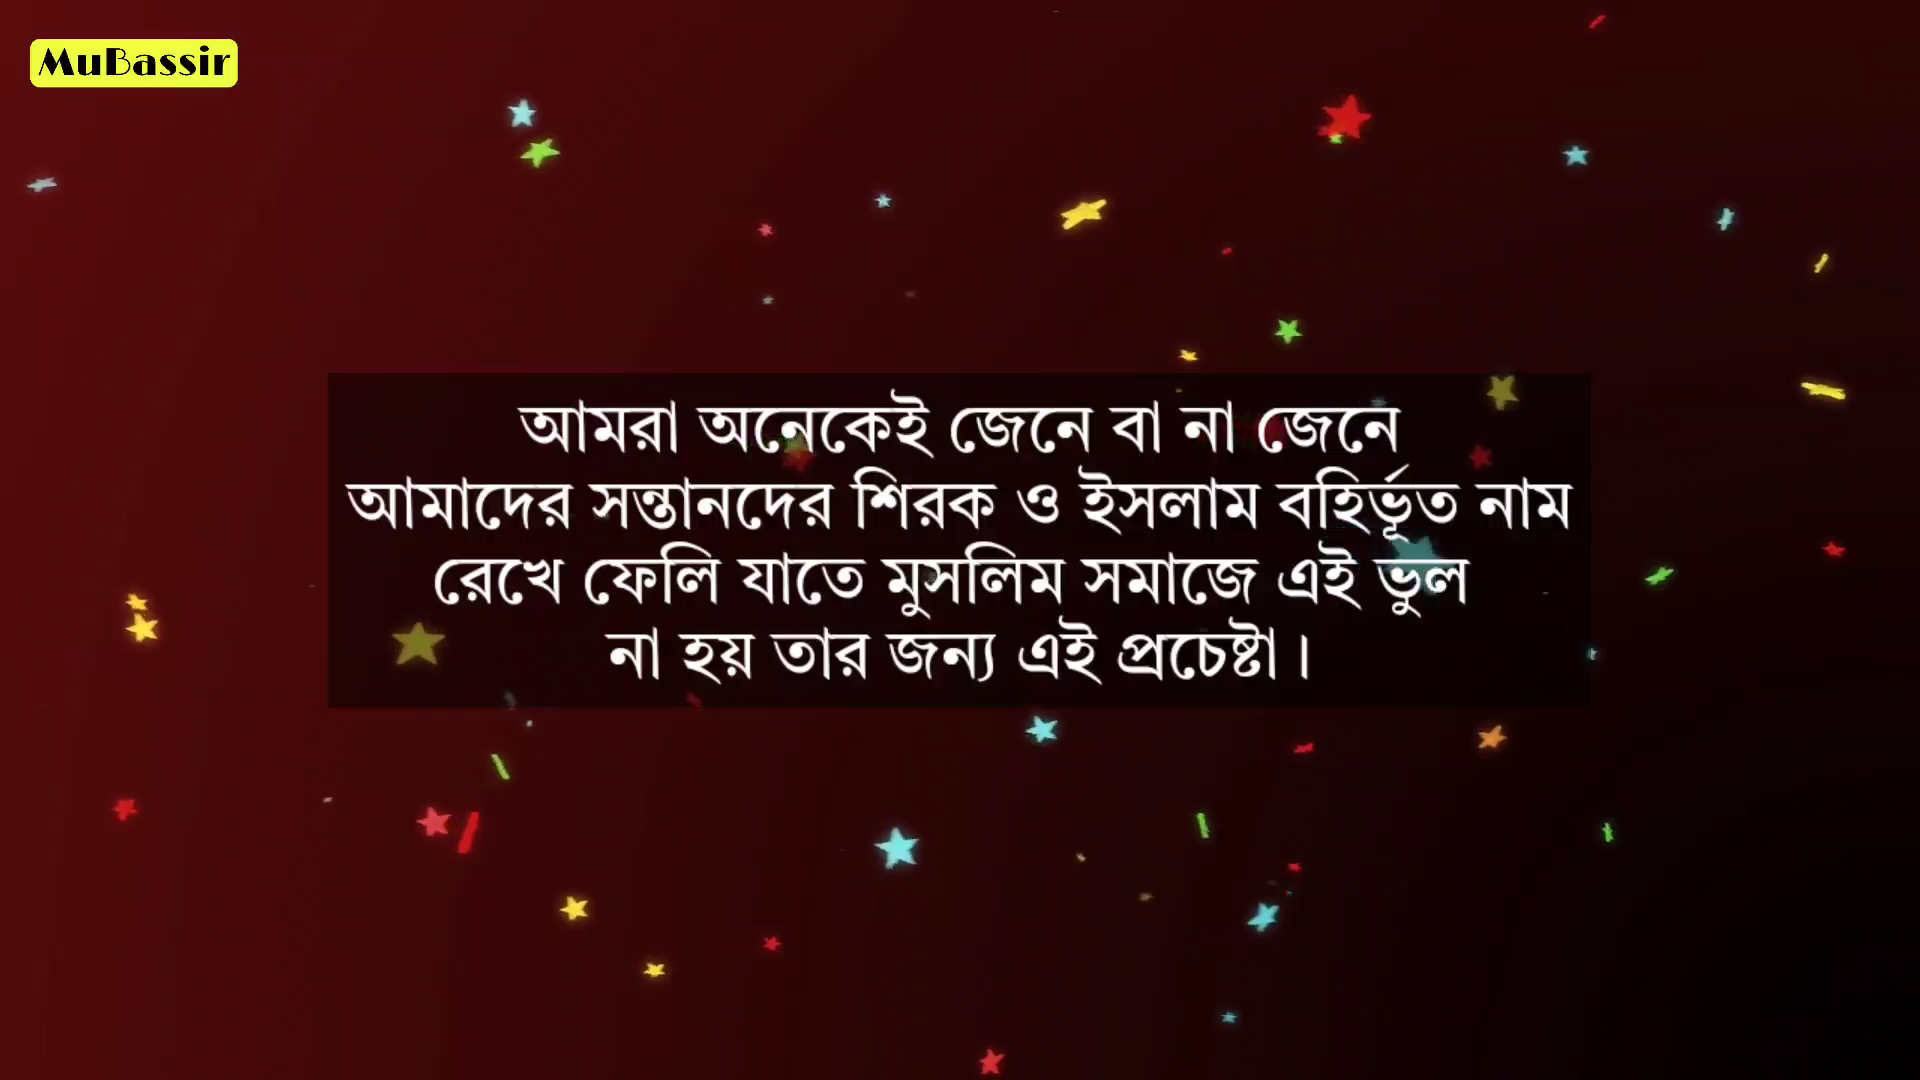 MuBassir
আমরা অনেকেই জেনে বা না জেনে
আমাদের সন্তানদের শিরক ও ইসলাম বহির্ভূত নাম
রেখে ফেলি যাতে মুসলিম সমাজে এই ভুল
না হয় তার জন্য এই প্রচেষ্টা।